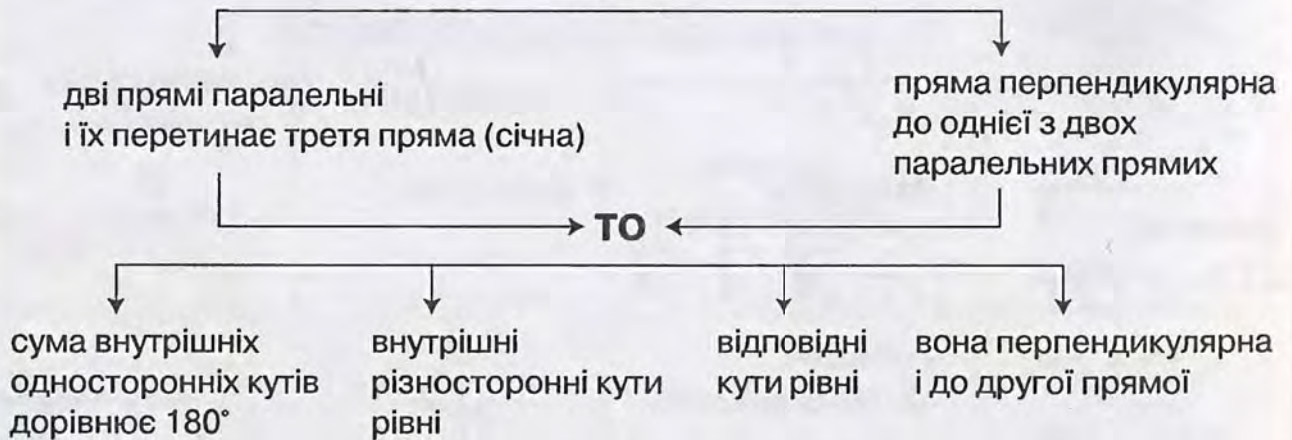 дві прямі паралельні
і їх перетинає третя пряма (січна)
пряма перпендикулярна
до однієї з двох
паралельних прямих
ТО
сума внутрішніх
односторонніх кутів
дорівнює 180°
внутрішні
різносторонні кути
рівні
відповідні
кути рівні
вона перпендикулярна
і до другої прямої